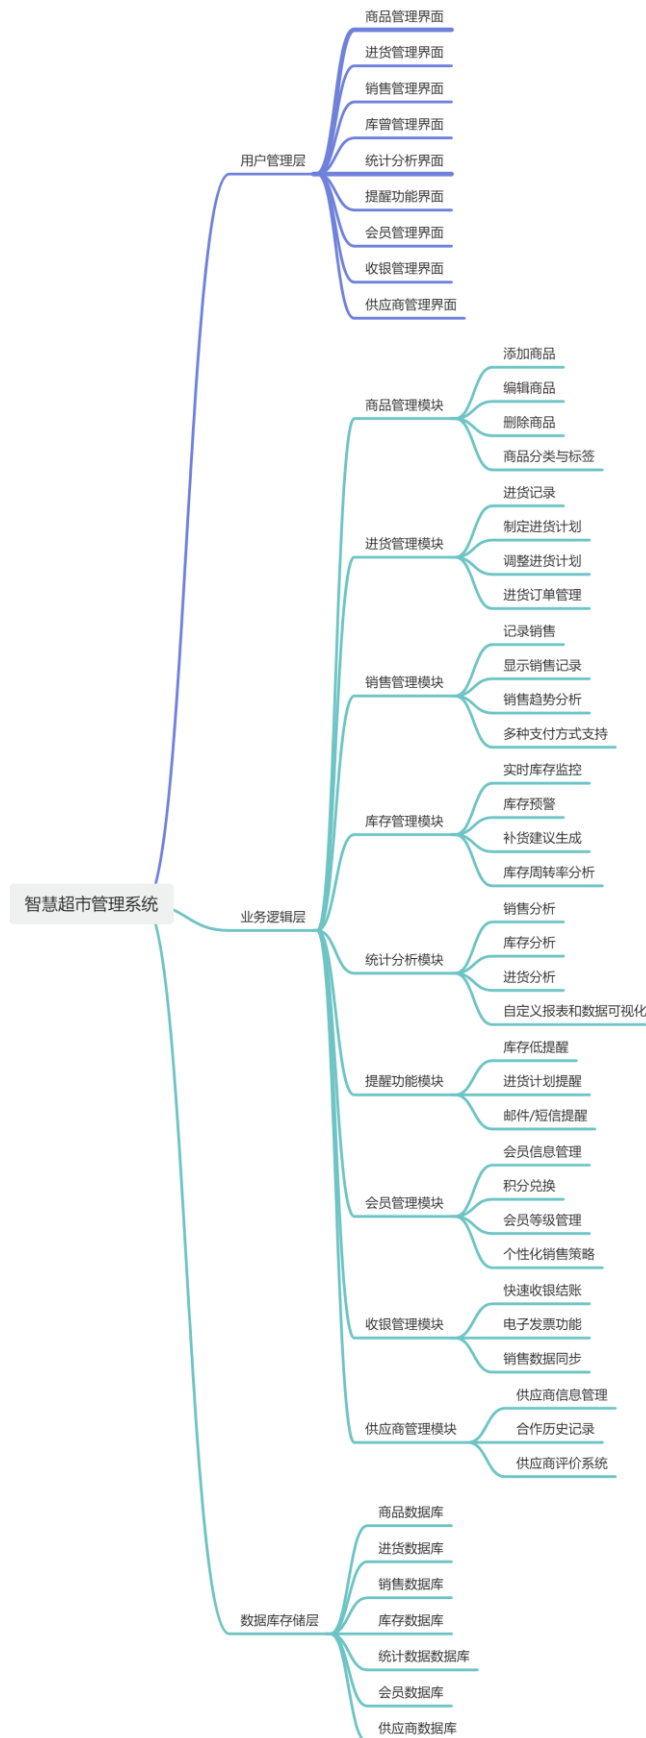 商品管理界面
进货管理界面
销售管理界面
库曾管理界面
用户管理层
统计分析界面
提醒功能界面
会员管理界面
收银管理界面
供应商管理界面
添加商品
编辑商品
商品管理模块
删除商品
商品分类与标签
进货记录
制定进货计划
进货管理模块
调整进货计划
进货订单管理
记录销售
显示销售记录
销售管理模块
销售趋势分析
多种支付方式支持
实时库存监控
库存预警
库存管理模块
补货建议生成
库存周转率分析
智慧超市管理系统
业务逻辑层
销售分析
库存分析
统计分析模块
进货分析
自定义报表和数据可视化
库存低提醒
提醒功能模块
进货计划提醒
邮件/短信提醒
会员信息管理
积分兑换
会员管理模块
会员等级管理
个性化销售策略
快速收银结账
收银管理模块
电子发票功能
销售数据同步
供应商信息管理
供应商管理模块
合作历史记录
供应商评价系统
商品数据库
进货数据库
销售数据库
数据库存储层
库存数据库
统计数据数据库
会员数据库
供应商数据库